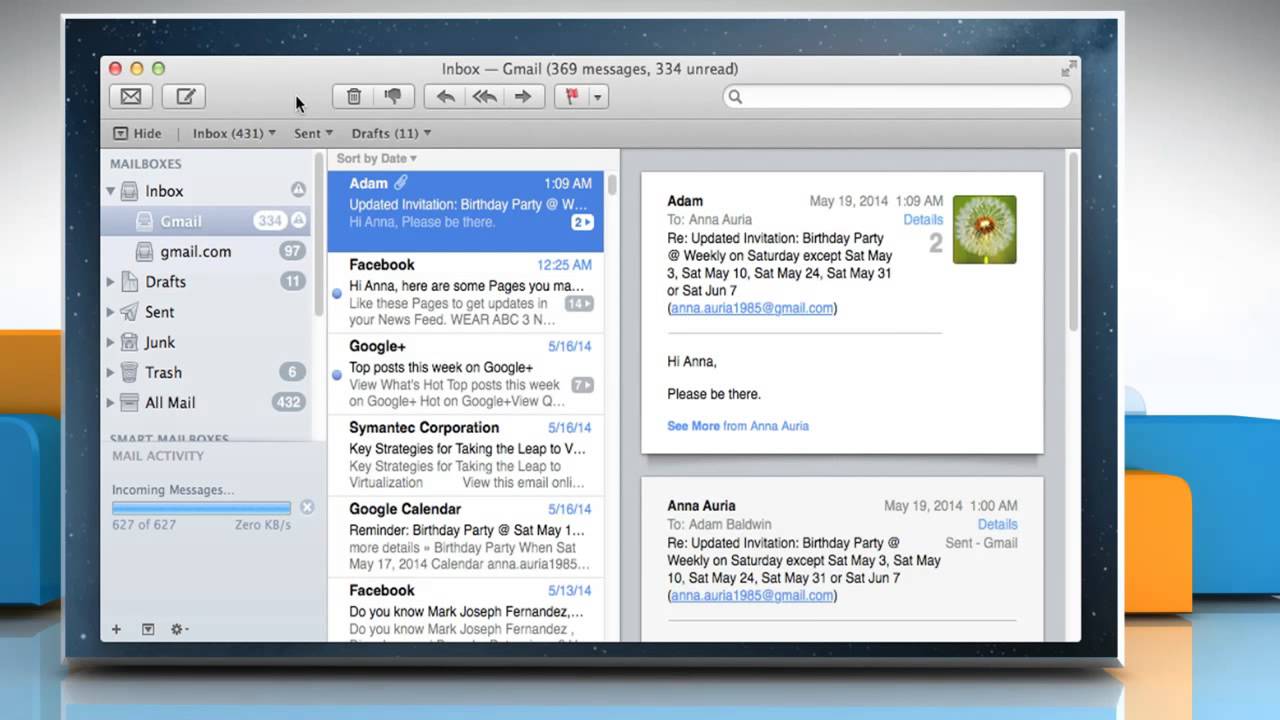 Inbox — Gmail (369 messages, 334 unread)
Hide Inbox (431) Sent Drafts (11)
MAILBOXES
Inbox
Gmail 334
gmail.com 97
Drafts 11
Sent
Junk
Trash 6
All Mail 432
SMART MAILBOXES
MAIL ACTIVITY
Incoming Messages...
627 of 627 Zero KB/s
Sort by Date
Adam 1:09 AM
Updated Invitation: Birthday Party @ W...
Hi Anna, Please be there. 2
Facebook 12:25 AM
Hi Anna, here are some Pages you ma...
Like these Pages to get updates in 14
your News Feed. WEAR ABC 3 N...
Google+ 5/16/14
Top posts this week on Google+
View What's Hot Top posts this week 7
on Google+ Hot on Google+View Q...
Symantec Corporation 5/16/14
Key Strategies for Taking the Leap to V...
Key Strategies for Taking the Leap to
Virtualization View this email onli...
Google Calendar 5/16/14
Reminder: Birthday Party @ Sat May 1...
more details » Birthday Party When Sat
May 17, 2014 Calendar anna.auria1985...
Facebook 5/13/14
Do you know Mark Joseph Fernandez,...
Do you know Mark Joseph Fernandez ,
Adam May 19, 2014 1:09 AM
To: Anna Auria Details
Re: Updated Invitation: Birthday Party 2
@ Weekly on Saturday except Sat May
3, Sat May 10, Sat May 24, Sat May 31
or Sat Jun 7
(anna.auria1985@gmail.com)
Hi Anna,
Please be there.
See More from Anna Auria
Anna Auria May 19, 2014 1:00 AM
To: Adam Baldwin Details
Re: Updated Invitation: Birthday Party @ Sent - Gmail
Weekly on Saturday except Sat May 3, Sat May
10, Sat May 24, Sat May 31 or Sat Jun 7
(anna.auria1985@gmail.com)